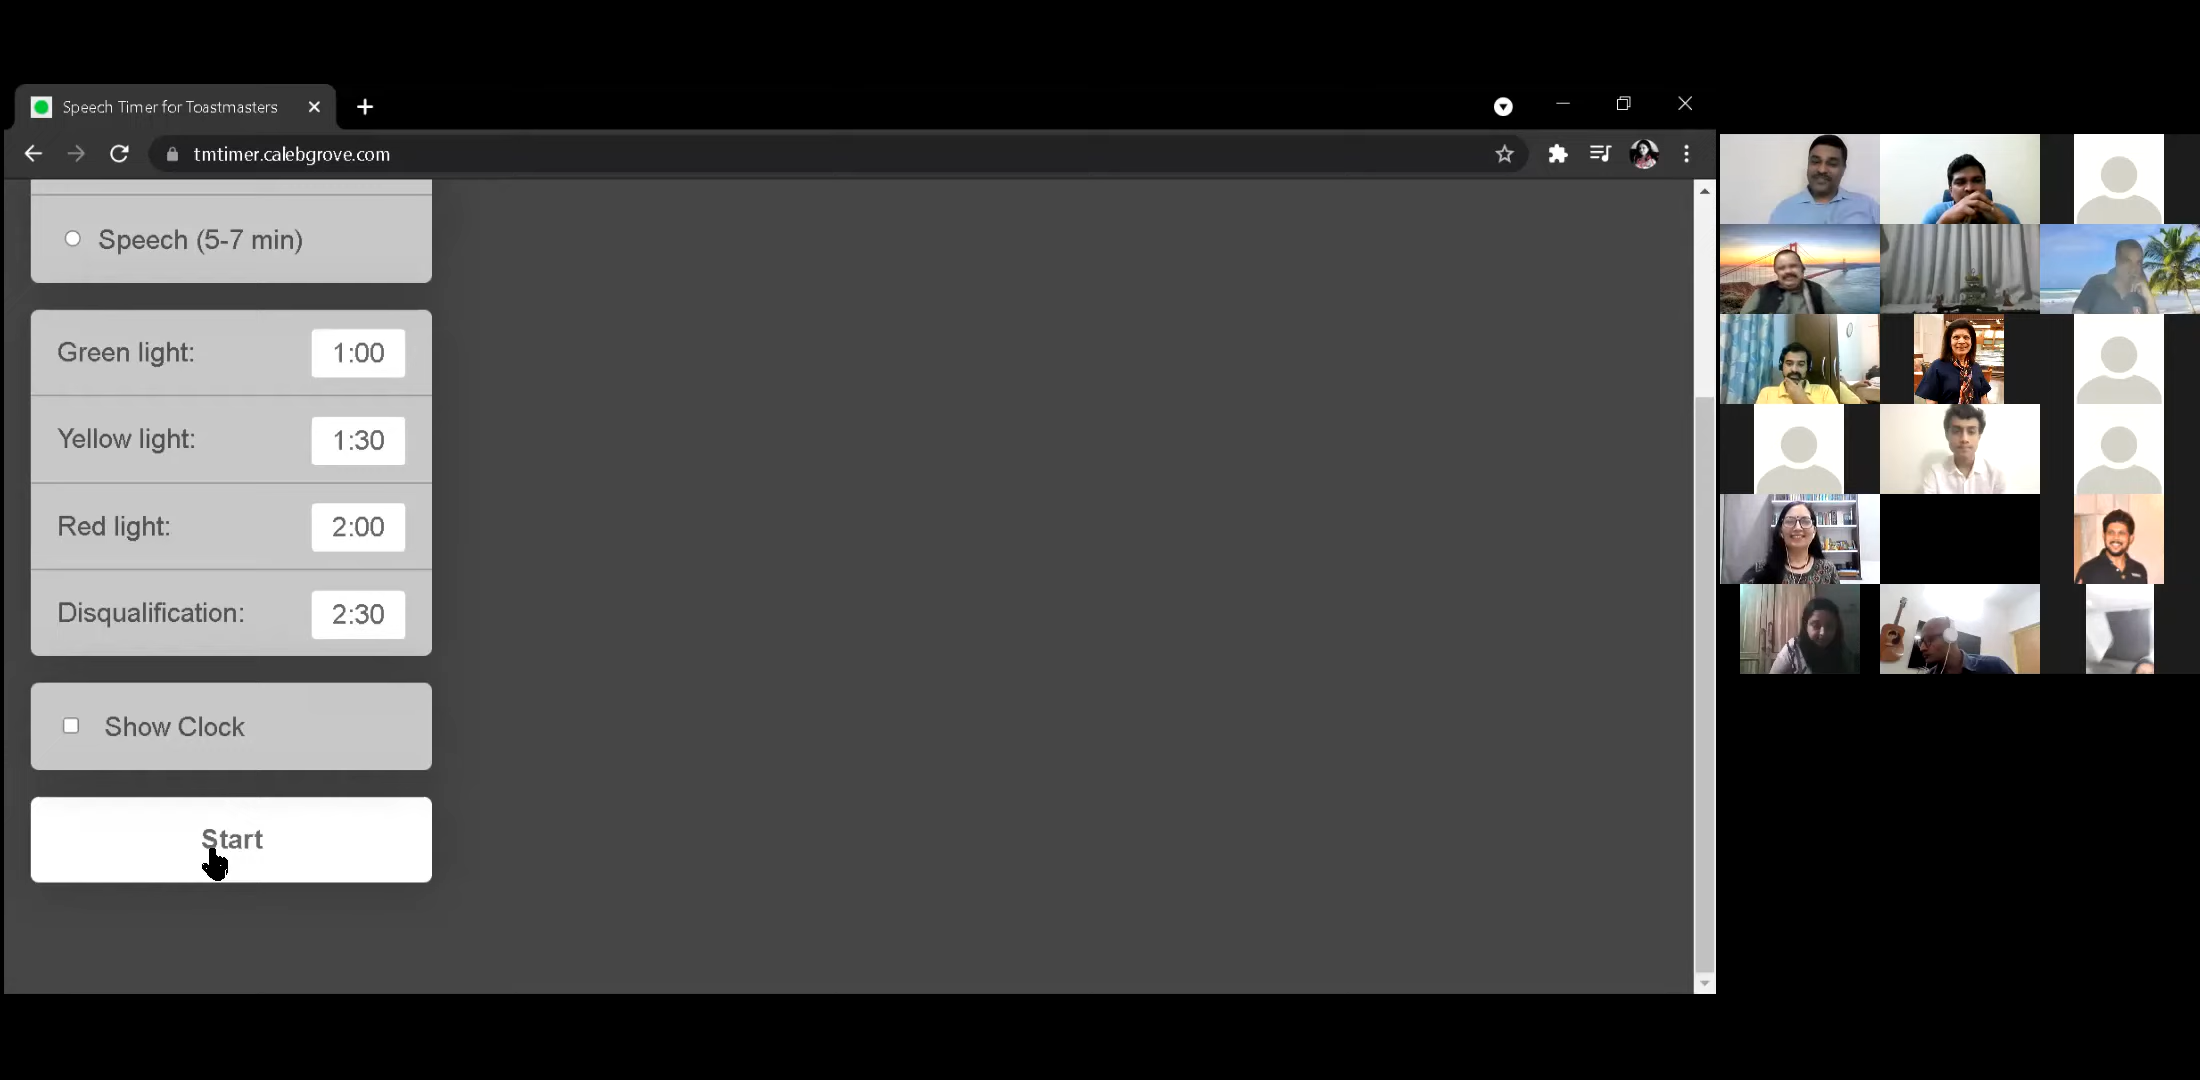 Speech Timer for Toastmasters
tmtimer.calebgrove.com
Speech (5-7 min)
Green light: 1:00
Yellow light: 1:30
Red light: 2:00
Disqualification: 2:30
Show Clock
Start